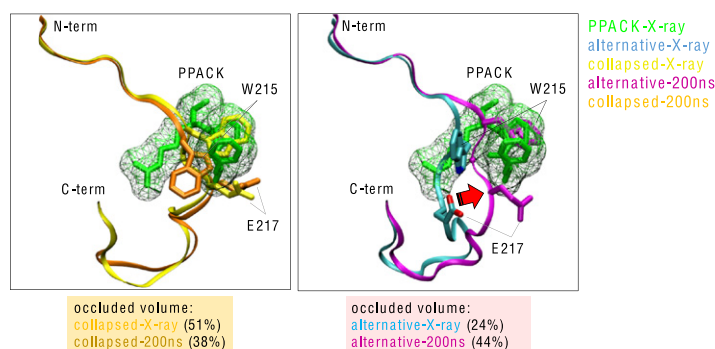 N-term
PPACK
W215
C-term
E217
occluded volume:
collapsed-X-ray (51%)
collapsed-200ns (38%)
N-term
PPACK
W215
C-term
E217
occluded volume:
alternative-X-ray (24%)
alternative-200ns (44%)
PPACK-X-ray
alternative-X-ray
collapsed-X-ray
alternative-200ns
collapsed-200ns